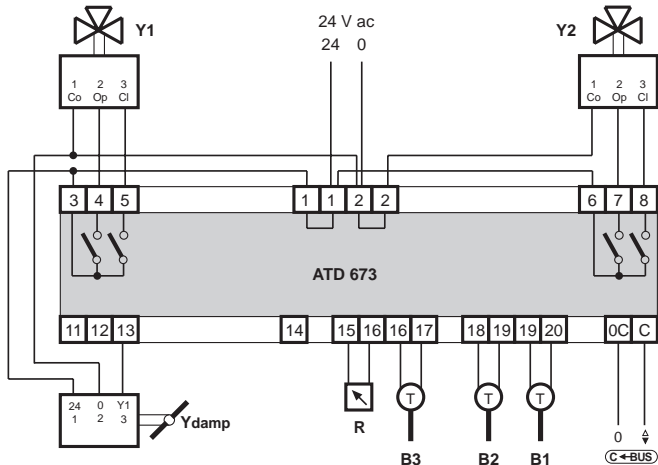 Y1
24 V ac
24 0
Y2
1 2 3
Co Op Cl
1 2 3
Co Op Cl
3 4 5
1 1 2 2
6 7 8
ATD 673
11 12 13
14
15 16 16 17
18 19 19 20
0C C
24 0 Y1
1 2 3
Ydamp
R
T
T
T
B3
B2
B1
0
C BUS